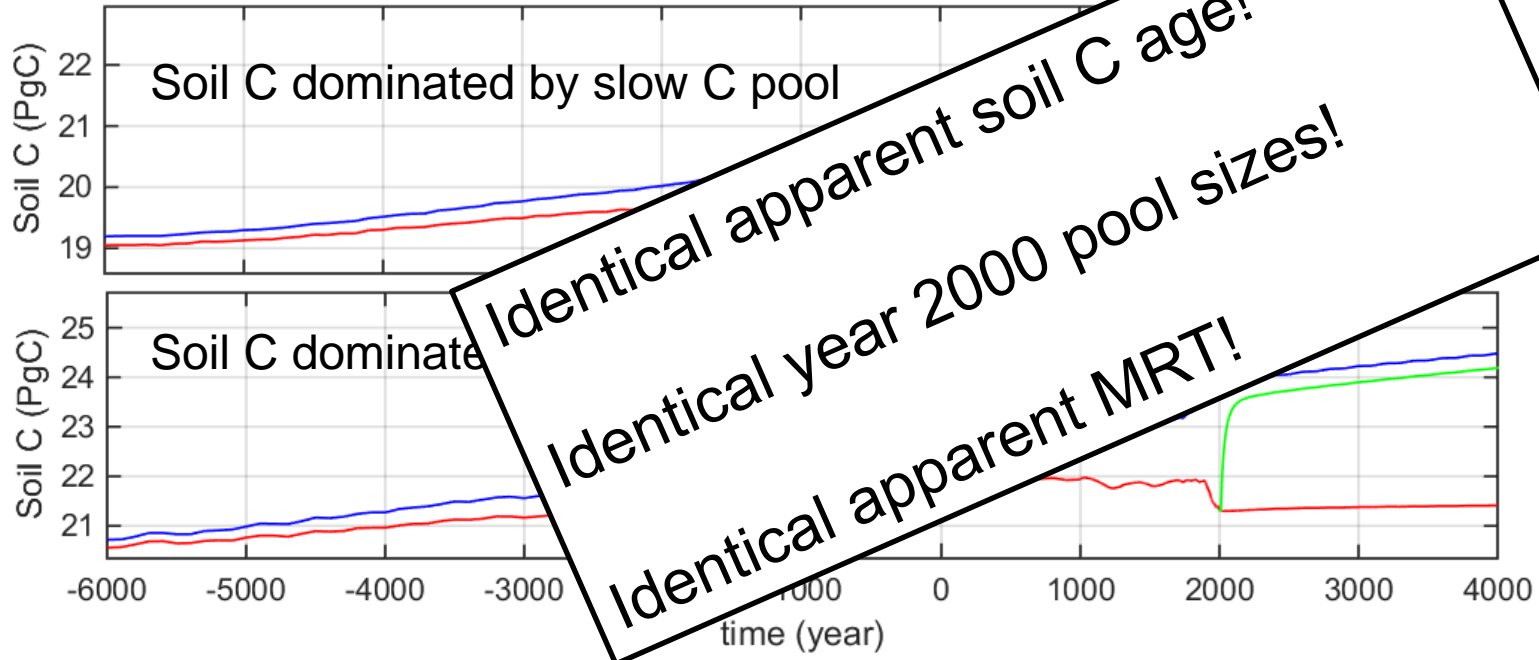 Soil C (PgC)
22
21
20
19
Soil C dominated by slow C pool
Identical apparent soil C age!
Identical year 2000 pool sizes!
Identical apparent MRT!
Soil C (PgC)
25
24
23
22
21
Soil C dominate
-6000 -5000 -4000 -3000 1000 0 1000 2000 3000 4000
time (year)